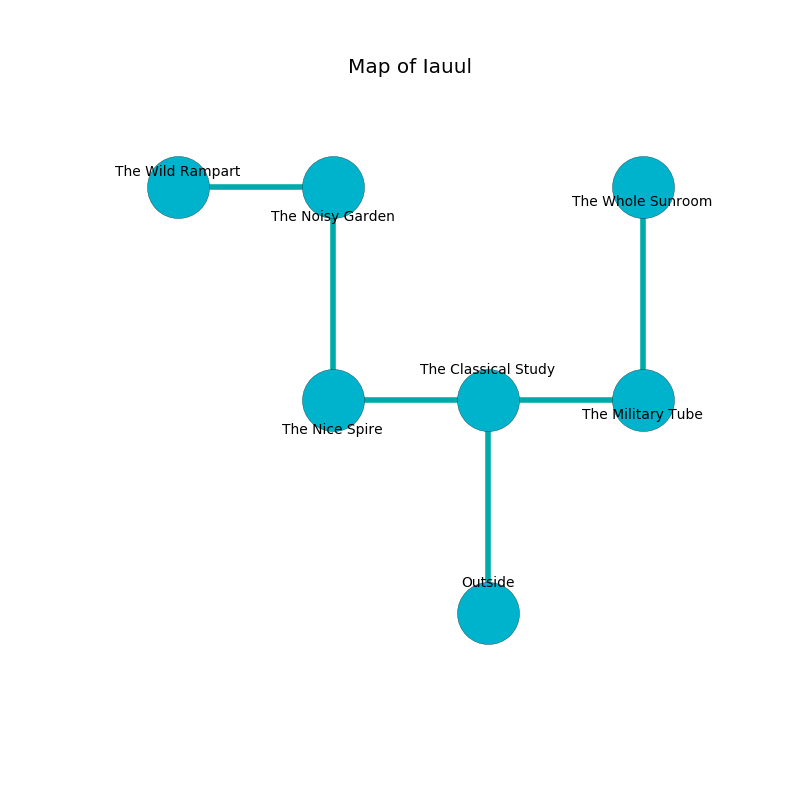 Map of Iauul
The Wild Rampart
The Noisy Garden
The Whole Sunroom
The Classical Study
The Nice Spire
The Military Tube
Outside